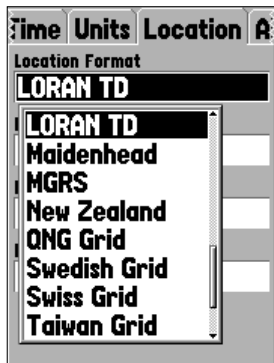 Time Units Location A
Location Format
LORAN TD
LORAN TD
Maidenhead
MGRS
New Zealand
QNG Grid
Swedish Grid
Swiss Grid
Taiwan Grid